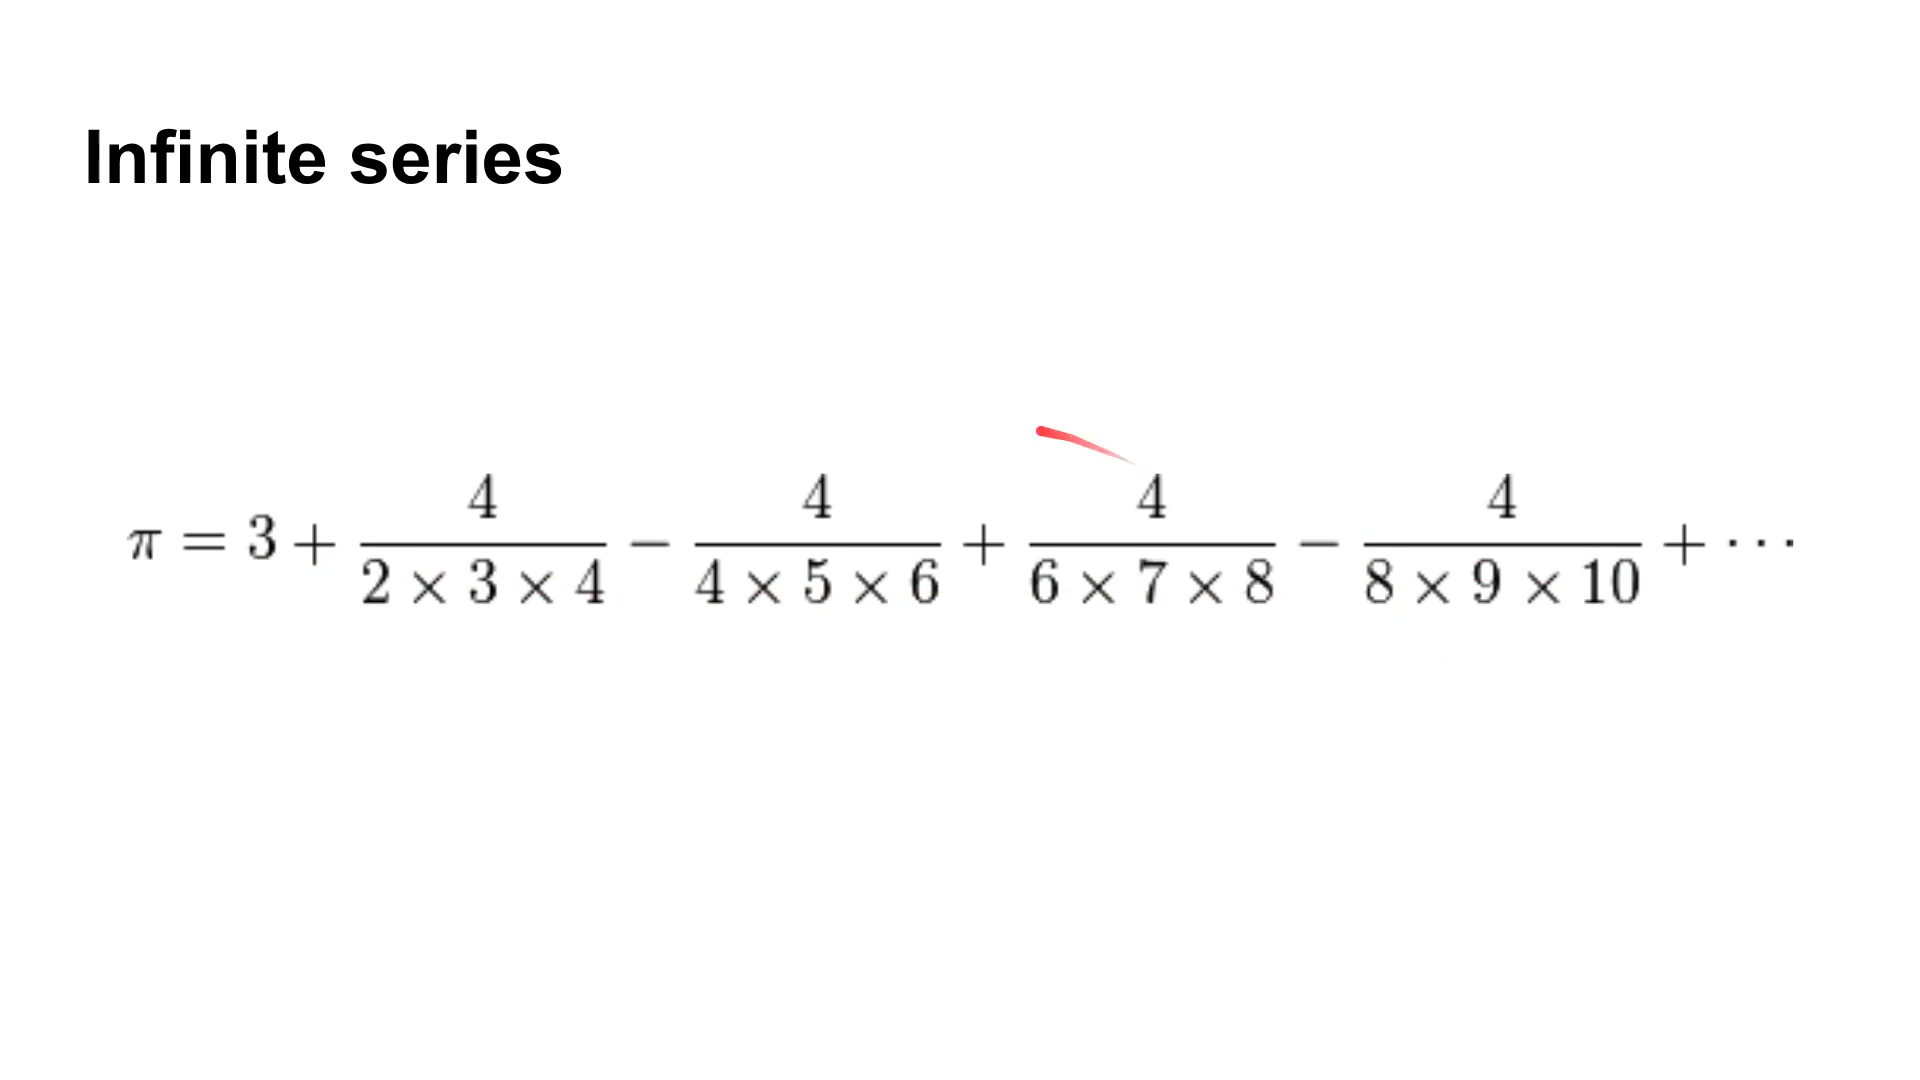 Infinite series
π = 3 + 4/(2 × 3 × 4) − 4/(4 × 5 × 6) + 4/(6 × 7 × 8) − 4/(8 × 9 × 10) + ···